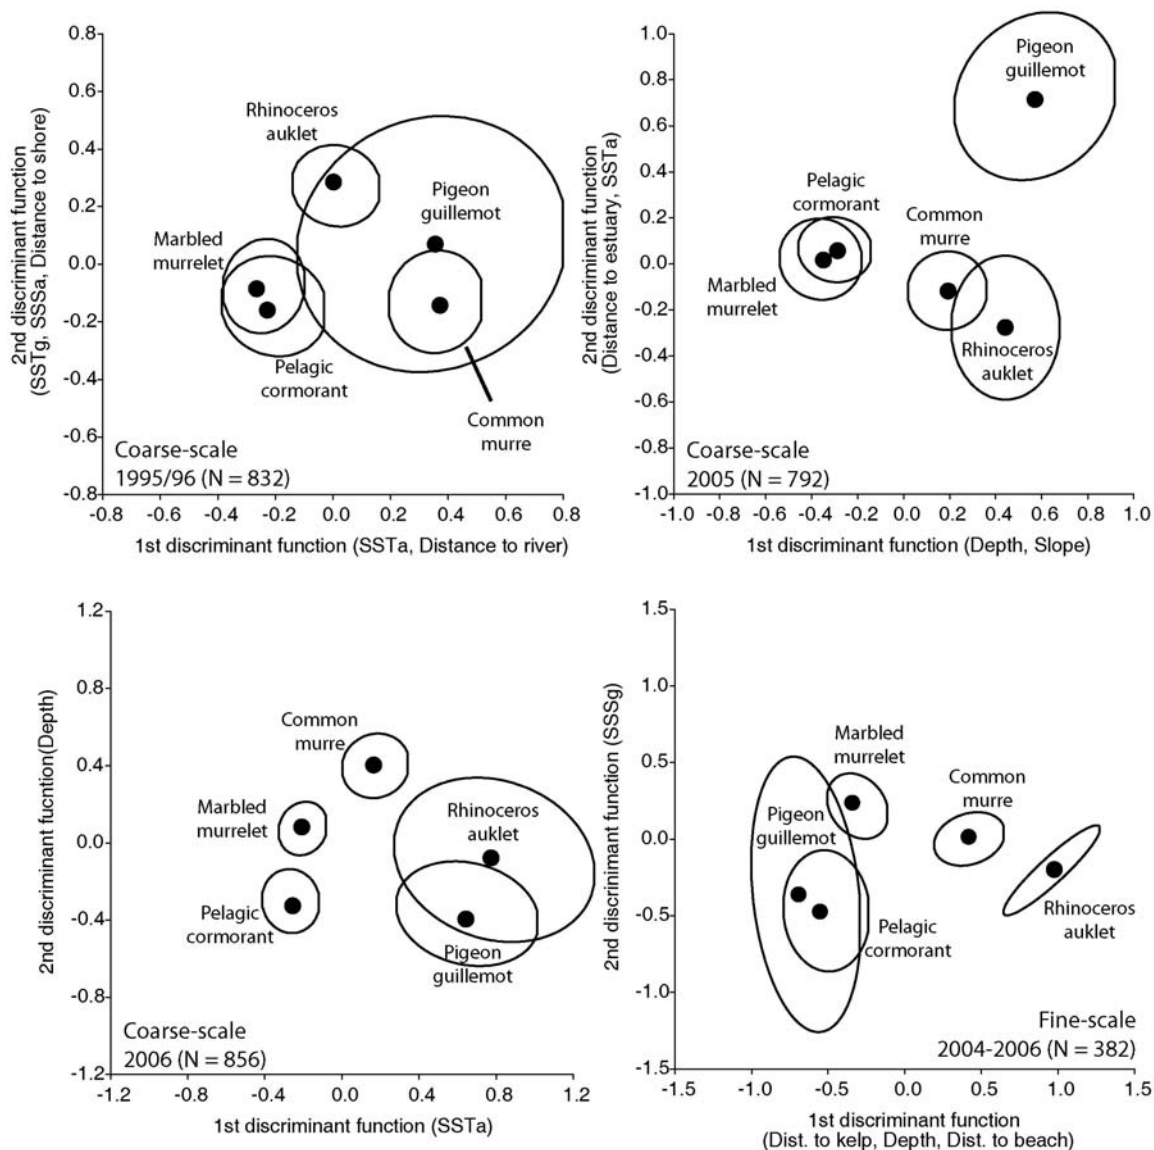 0.8
0.6
0.4
0.2
0.0
-0.2
-0.4
-0.6
-0.8
2nd discriminant function
(SSTg, SSSa, Distance to shore)
Rhinoceros
auklet
Pigeon
guillemot
Marbled
murrelet
Pelagic
cormorant
Common
murre
Coarse-scale
1995/96 (N = 832)
-0.8 -0.6 -0.4 -0.2 0.0 0.2 0.4 0.6 0.8
1st discriminant function (SSTa, Distance to river)
1.0
0.8
0.6
0.4
0.2
0.0
-0.2
-0.4
-0.6
-0.8
-1.0
2nd discriminant function
(Distance to estuary, SSTa)
Pigeon
guillemot
Pelagic
cormorant
Common
murre
Marbled
murrelet
Rhinoceros
auklet
Coarse-scale
2005 (N = 792)
-1.0 -0.8 -0.6 -0.4 -0.2 0.0 0.2 0.4 0.6 0.8 1.0
1st discriminant function (Depth, Slope)
1.2
0.8
0.4
0.0
-0.4
-0.8
-1.2
2nd discriminant fucntion(Depth)
Common
murre
Marbled
murrelet
Rhinoceros
auklet
Pelagic
cormorant
Pigeon
guillemot
Coarse-scale
2006 (N = 856)
-1.2 -0.8 -0.4 0.0 0.4 0.8 1.2
1st discriminant function (SSTa)
1.5
1.0
0.5
0.0
-0.5
-1.0
-1.5
2nd discrinimant function (SSSg)
Marbled
murrelet
Common
murre
Pigeon
guillemot
Rhinoceros
auklet
Pelagic
cormorant
Fine-scale
2004-2006 (N = 382)
-1.5 -1.0 -0.5 0.0 0.5 1.0 1.5
1st discriminant function
(Dist. to kelp, Depth, Dist. to beach)